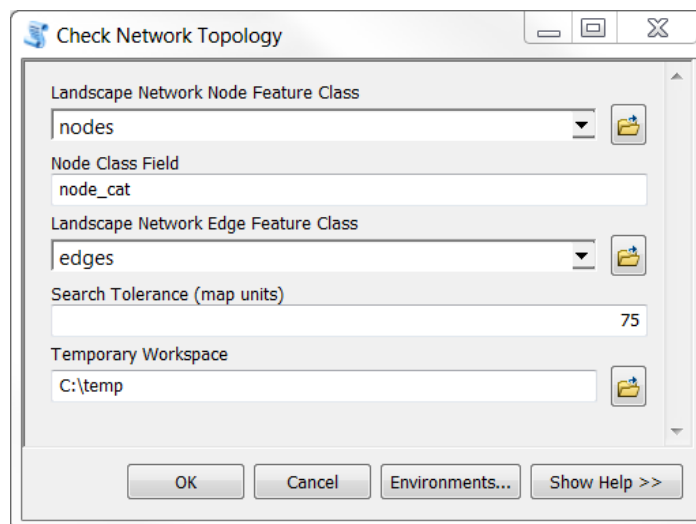 Check Network Topology
Landscape Network Node Feature Class
nodes
Node Class Field
node_cat
Landscape Network Edge Feature Class
edges
Search Tolerance (map units)
75
Temporary Workspace
C:\temp
OK Cancel Environments... Show Help >>